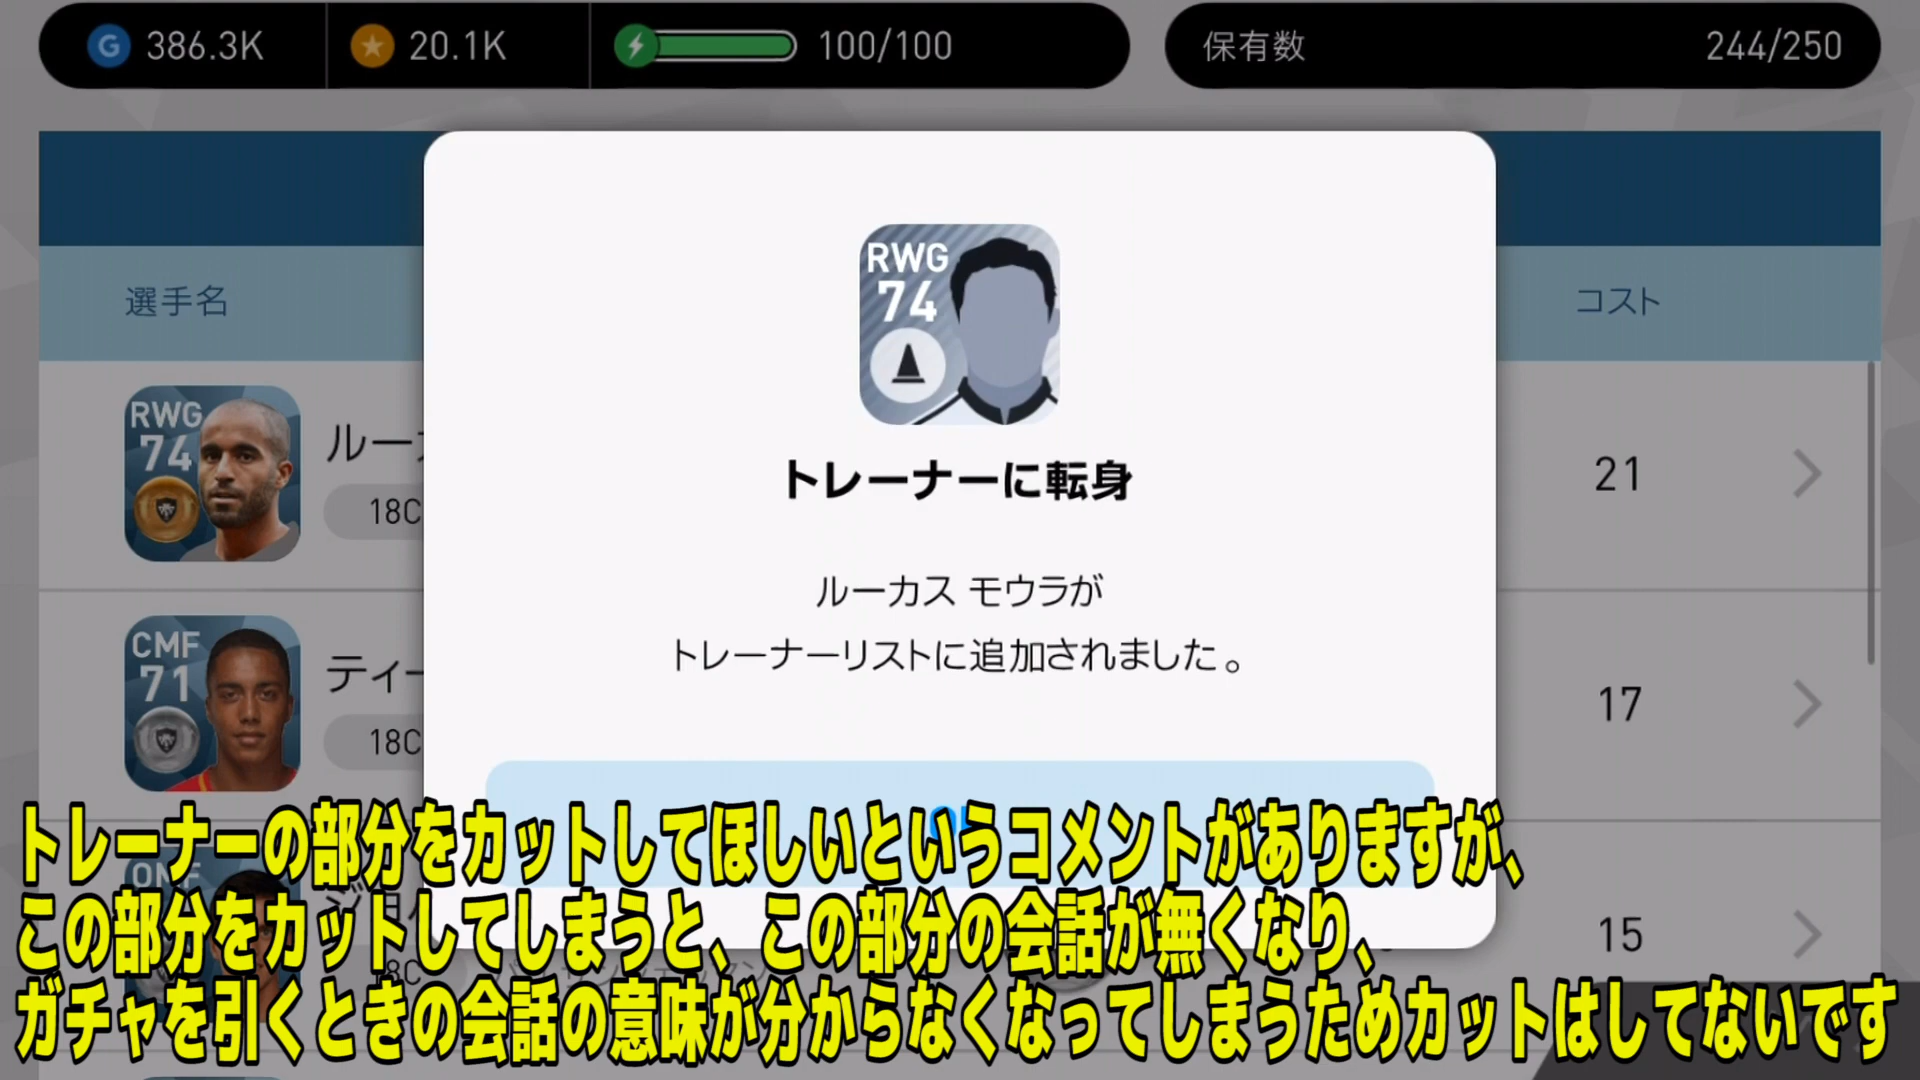 386.3K
20.1K
100/100
保有数
244/250
選手名
コスト
RWG
74
RWG
74
ルー
18C
21
トレーナーに転身
ルーカス モウラが
トレーナーリストに追加されました。
CMF
71
ティー
18C
17
15
トレーナーの部分をカットしてほしいというコメントがありますが、
この部分をカットしてしまうと、この部分の会話が無くなり、
ガチャを引くときの会話の意味が分からなくなってしまうためカットはしてないです